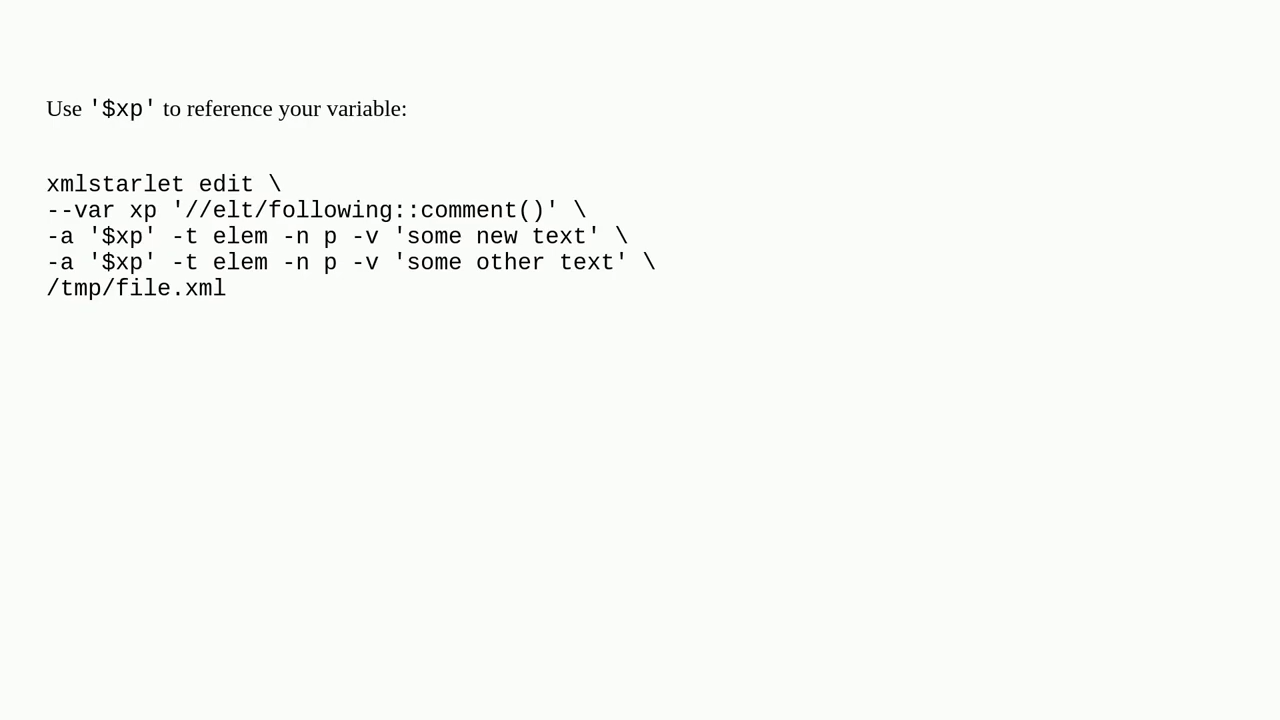 Use '$xp' to reference your variable:
xmlstarlet edit \
--var xp '//elt/following::comment()' \
-a '$xp' -t elem -n p -v 'some new text' \
-a '$xp' -t elem -n p -v 'some other text' \
/tmp/file.xml